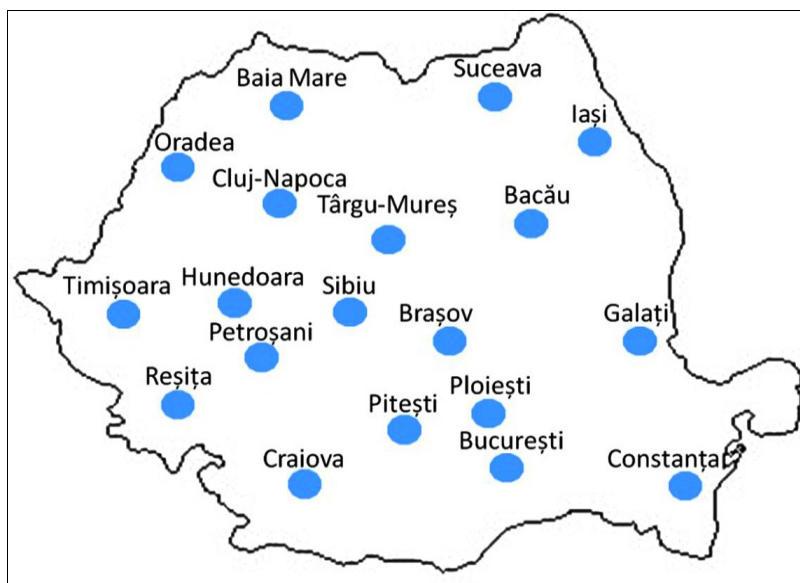 Suceava
Baia Mare
Iași
Oradea
Cluj-Napoca
Târgu-Mureș
Bacău
Timișoara
Hunedoara
Sibiu
Brașov
Galați
Petroșani
Reșița
Ploiești
Pitești
București
Craiova
Constanța